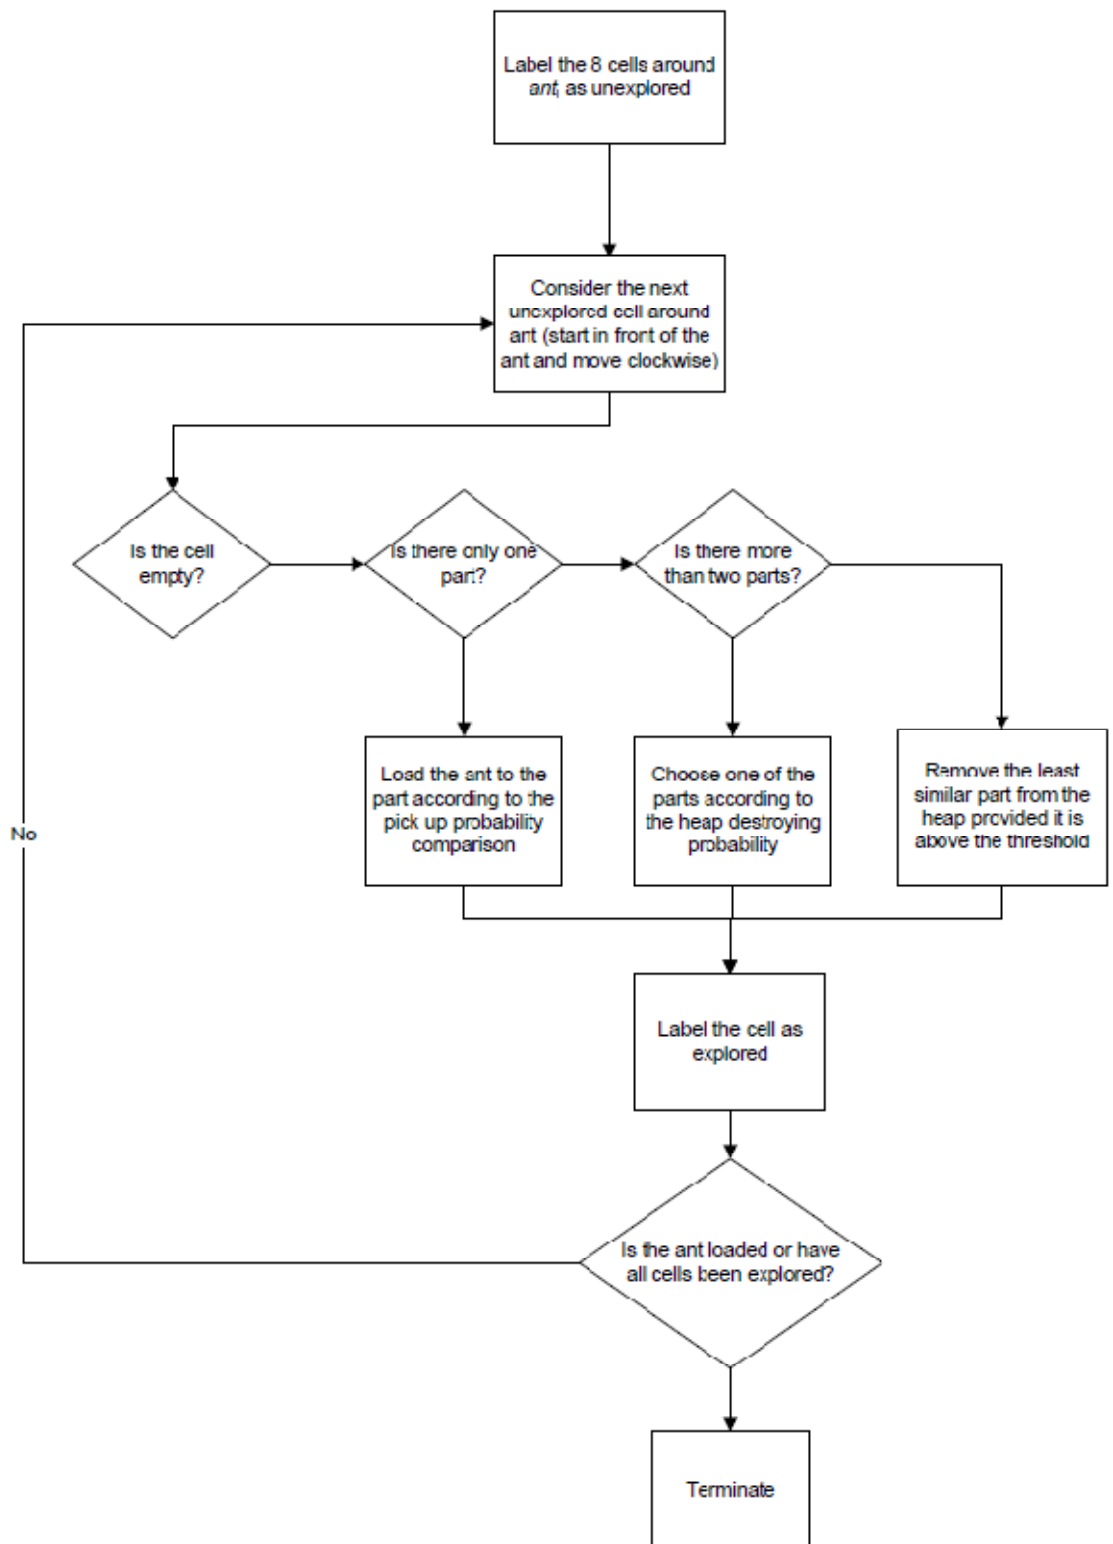 Label the 8 cells around
antᵢ as unexplored
Consider the next
unexplored cell around
ant (start in front of the
ant and move clockwise)
Is the cell
empty?
Is there only one
part?
Is there more
than two parts?
Load the ant to the
part according to the
pick up probability
comparison
Choose one of the
parts according to
the heap destroying
probability
Remove the least
similar part from the
heap provided it is
above the threshold
No
Label the cell as
explored
Is the ant loaded or have
all cells been explored?
Terminate